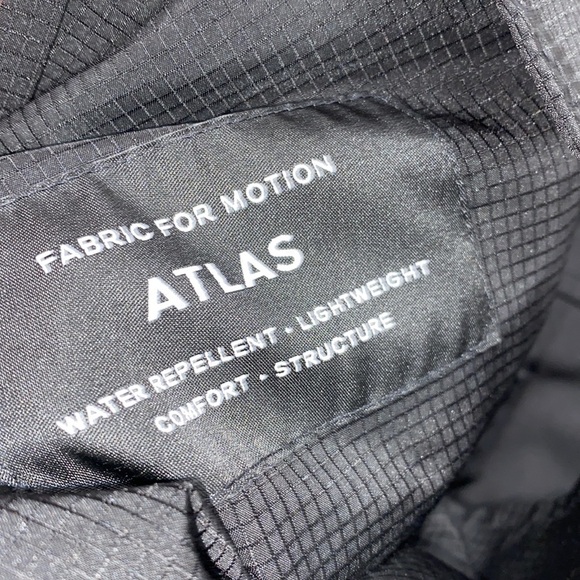 FABRIC FOR MOTION
ATLAS
WATER REPELLENT · LIGHTWEIGHT
COMFORT · STRUCTURE